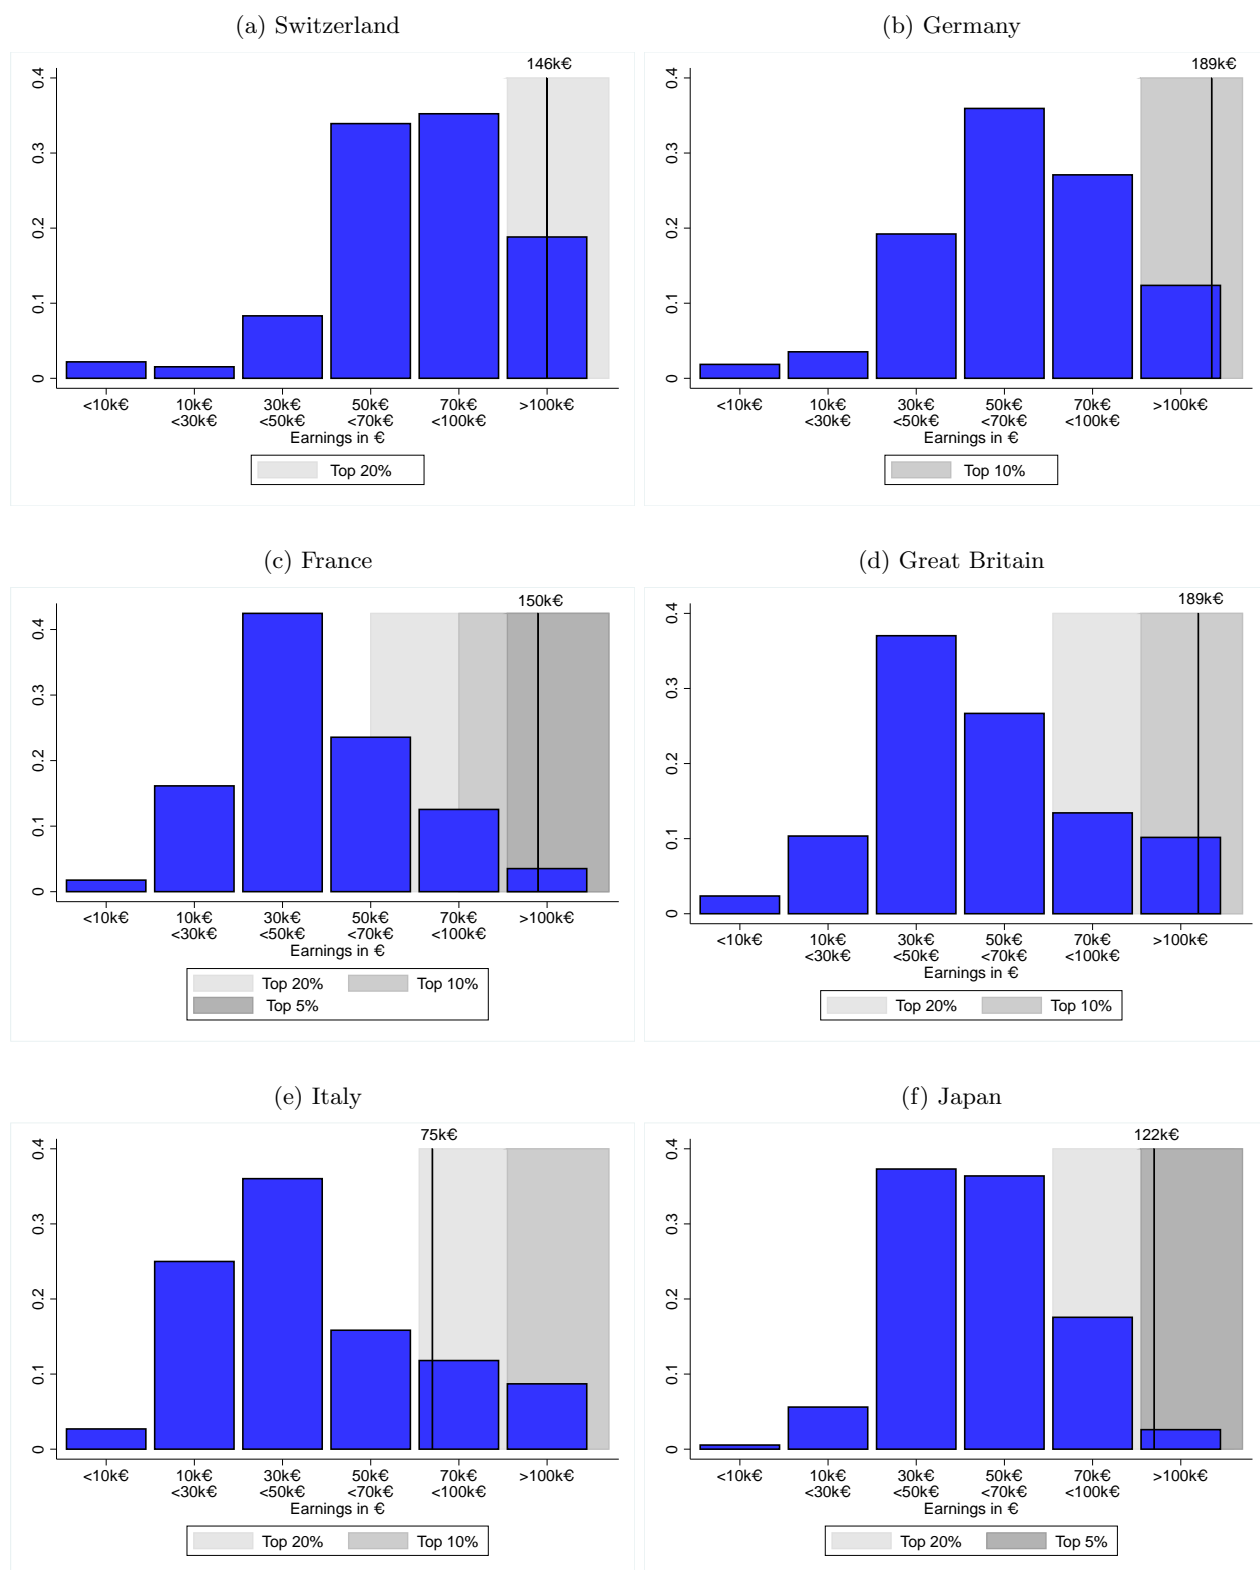 (a) Switzerland
146k€
0.4
0.3
0.2
0.1
0
<10k€ 10k€ 30k€ 50k€ 70k€ >100k€
<30k€ <50k€ <70k€ <100k€
Earnings in €
Top 20%
(b) Germany
189k€
0.4
0.3
0.2
0.1
0
<10k€ 10k€ 30k€ 50k€ 70k€ >100k€
<30k€ <50k€ <70k€ <100k€
Earnings in €
Top 10%
(c) France
150k€
0.4
0.3
0.2
0.1
0
<10k€ 10k€ 30k€ 50k€ 70k€ >100k€
<30k€ <50k€ <70k€ <100k€
Earnings in €
Top 20% Top 10%
Top 5%
(d) Great Britain
189k€
0.4
0.3
0.2
0.1
0
<10k€ 10k€ 30k€ 50k€ 70k€ >100k€
<30k€ <50k€ <70k€ <100k€
Earnings in €
Top 20% Top 10%
(e) Italy
75k€
0.4
0.3
0.2
0.1
0
<10k€ 10k€ 30k€ 50k€ 70k€ >100k€
<30k€ <50k€ <70k€ <100k€
Earnings in €
Top 20% Top 10%
(f) Japan
122k€
0.4
0.3
0.2
0.1
0
<10k€ 10k€ 30k€ 50k€ 70k€ >100k€
<30k€ <50k€ <70k€ <100k€
Earnings in €
Top 20% Top 5%